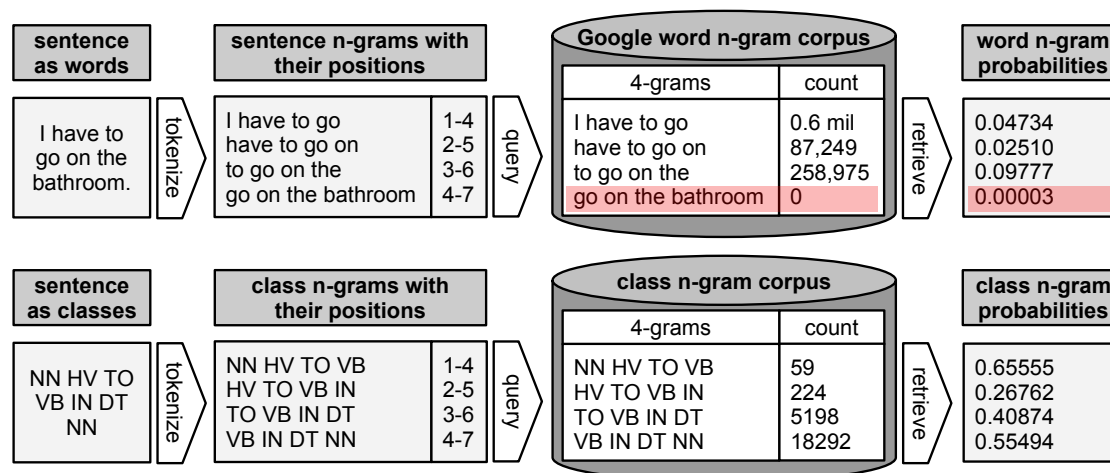 sentence
as words
sentence n-grams with
their positions
Google word n-gram corpus
word n-gram
probabilities
4-grams count
I have to
go on the
bathroom.
tokenize
I have to go 1-4
have to go on 2-5
to go on the 3-6
go on the bathroom 4-7
query
I have to go 0.6 mil
have to go on 87,249
to go on the 258,975
go on the bathroom 0
retrieve
0.04734
0.02510
0.09777
0.00003
sentence
as classes
class n-grams with
their positions
class n-gram corpus
class n-gram
probabilities
4-grams count
NN HV TO
VB IN DT
NN
tokenize
NN HV TO VB 1-4
HV TO VB IN 2-5
TO VB IN DT 3-6
VB IN DT NN 4-7
query
NN HV TO VB 59
HV TO VB IN 224
TO VB IN DT 5198
VB IN DT NN 18292
retrieve
0.65555
0.26762
0.40874
0.55494